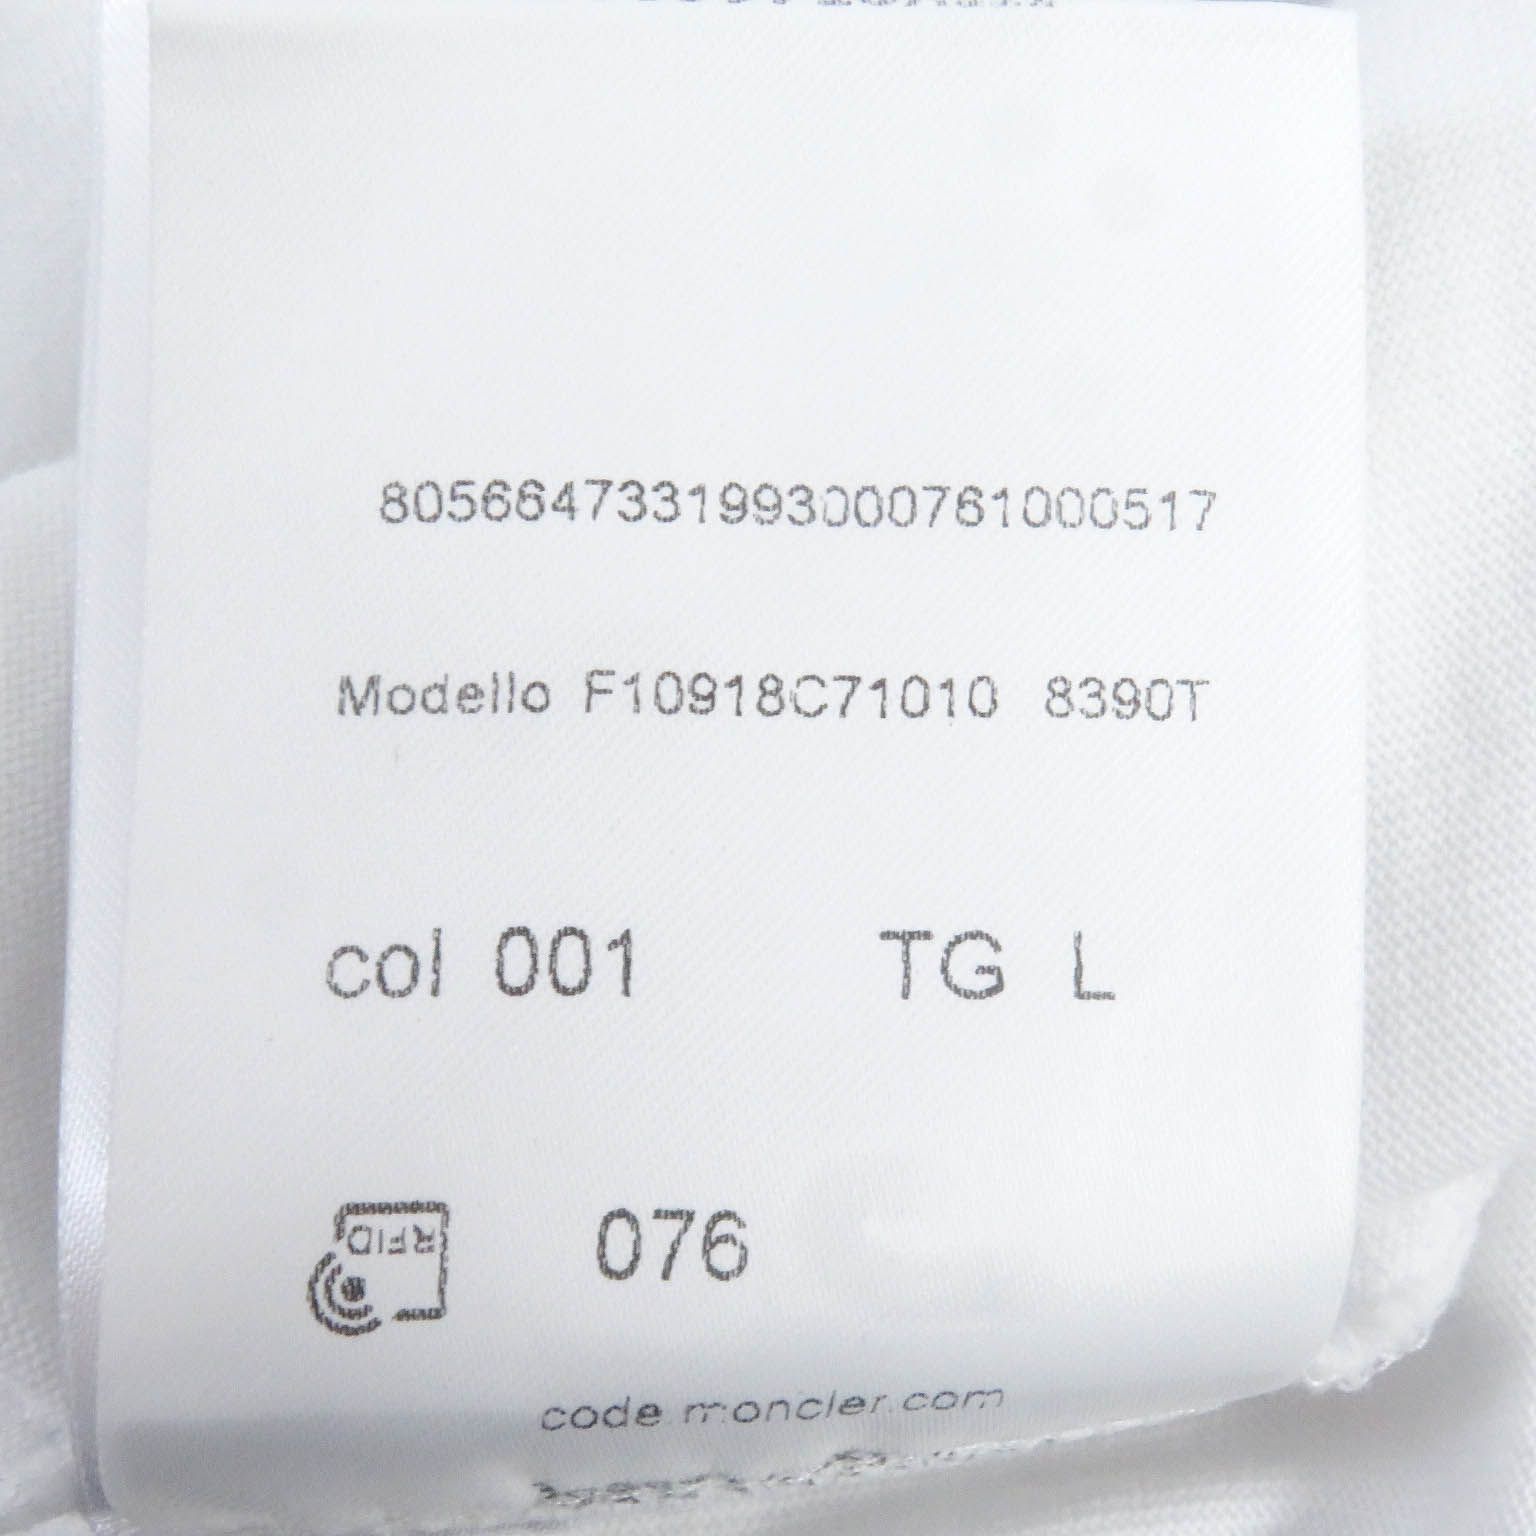 8056647331993000761000517
Modello F10918C71010 8390T
col 001 TG L
RFID 076
code.moncler.com